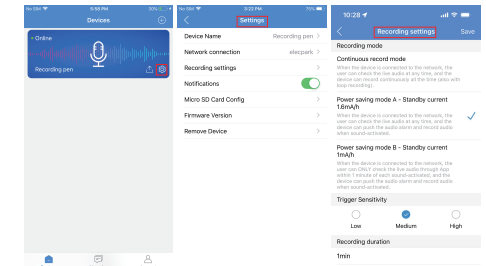 No SIM 5:58 PM 30%
Devices
Online
Recording pen
No SIM 3:22 PM 70%
Settings
Device Name Recording pen >
Network connection elecpark >
Recording settings >
Notifications
Micro SD Card Config >
Firmware Version >
Remove Device >
10:28
Recording settings Save
Recording mode
Continuous record mode
When the device is connected to the network, the
user can check the live audio at any time, and the
device can record continuously all the time (also with
loop recording).
Power saving mode A - Standby current
1.6mA/h
When the device is connected to the network, the
user can check the live audio at any time, and the
device can push the audio alarm and record audio
when sound-activated.
Power saving mode B - Standby current
1mA/h
When the device is connected to the network, the
user can ONLY check the live audio through App
within 1 minute of each sound-activated, and the
device can push the audio alarm and record audio
when sound-activated.
Trigger Sensitivity
Low Medium High
Recording duration
1min